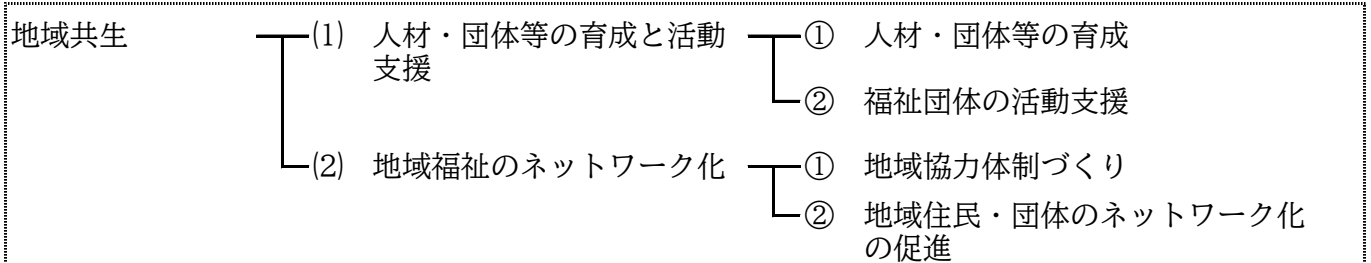 地域共生 ⑴ 人材・団体等の育成と活動支援 ① 人材・団体等の育成
② 福祉団体の活動支援
⑵ 地域福祉のネットワーク化 ① 地域協力体制づくり
② 地域住民・団体のネットワーク化
の促進